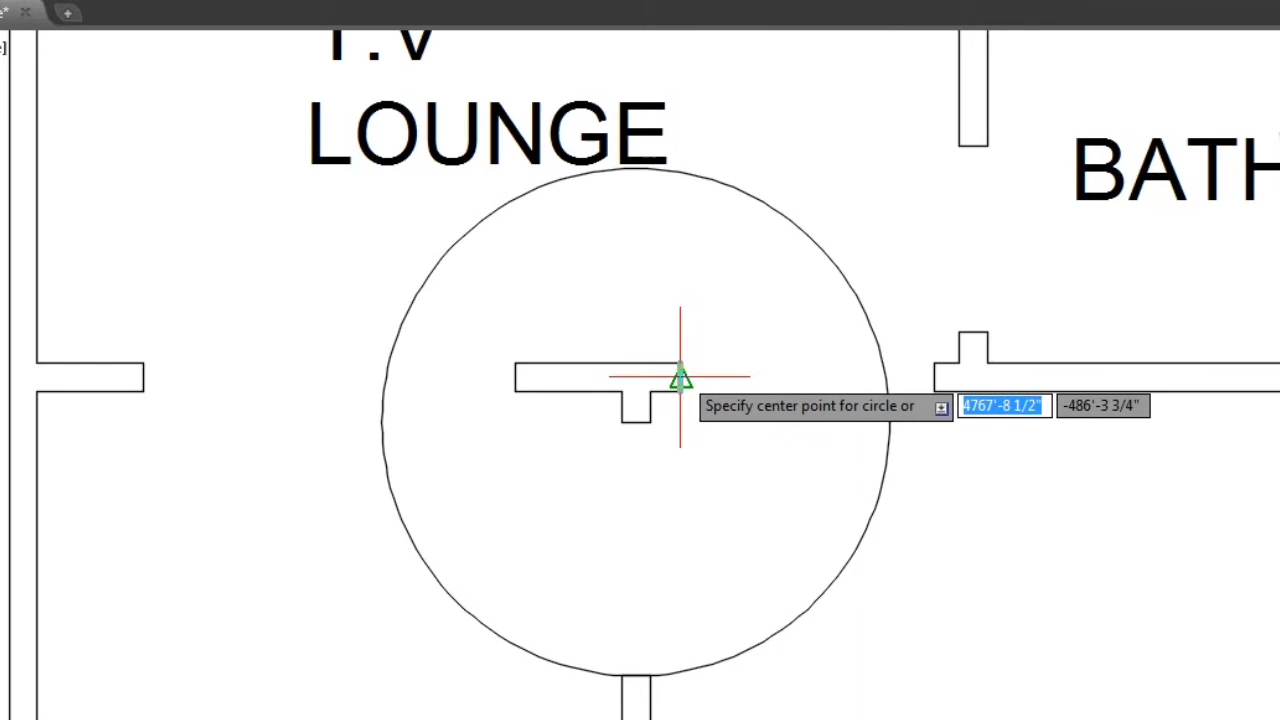 T.V
LOUNGE
BATH
Specify center point for circle or
4767'-8 1/2"
-486'-3 3/4"